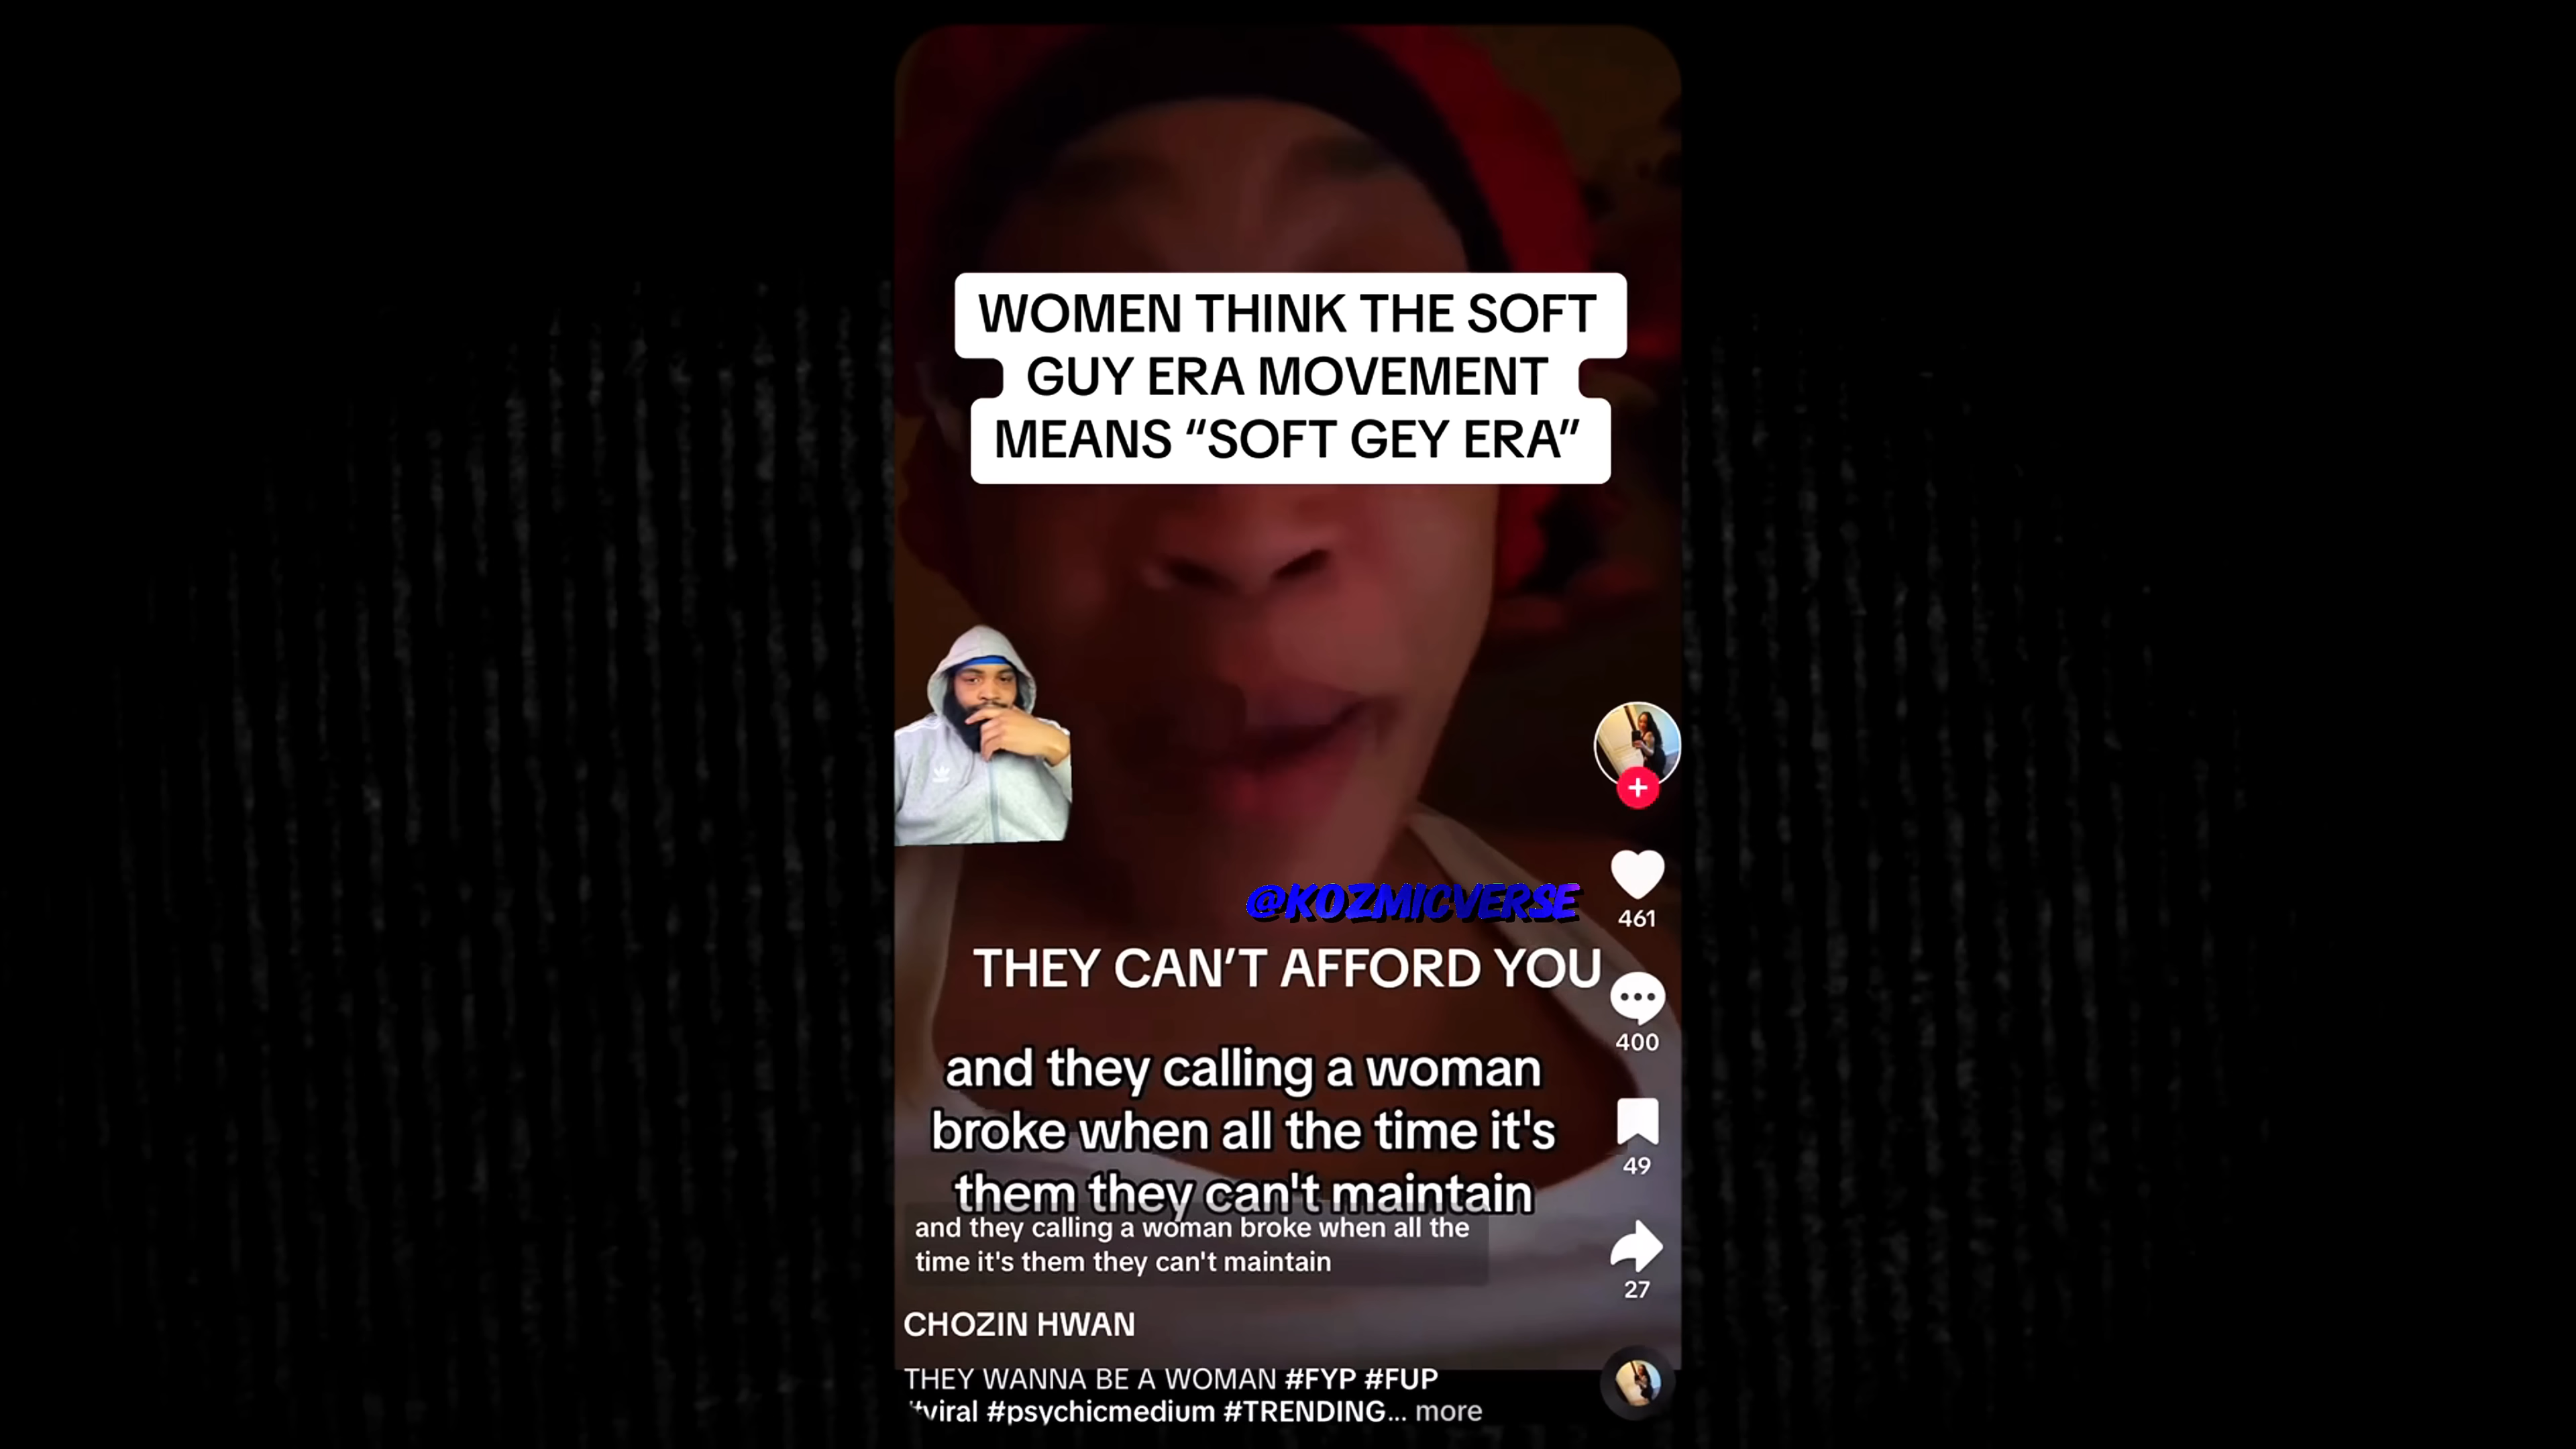 WOMEN THINK THE SOFT
GUY ERA MOVEMENT
MEANS “SOFT GEY ERA”
@KOZMICVERSE
461
THEY CAN’T AFFORD YOU
400
and they calling a woman
broke when all the time it's
them they can't maintain
49
and they calling a woman broke when all the
time it's them they can't maintain
27
CHOZIN HWAN
THEY WANNA BE A WOMAN #FYP #FUP
#viral #psychicmedium #TRENDING... more